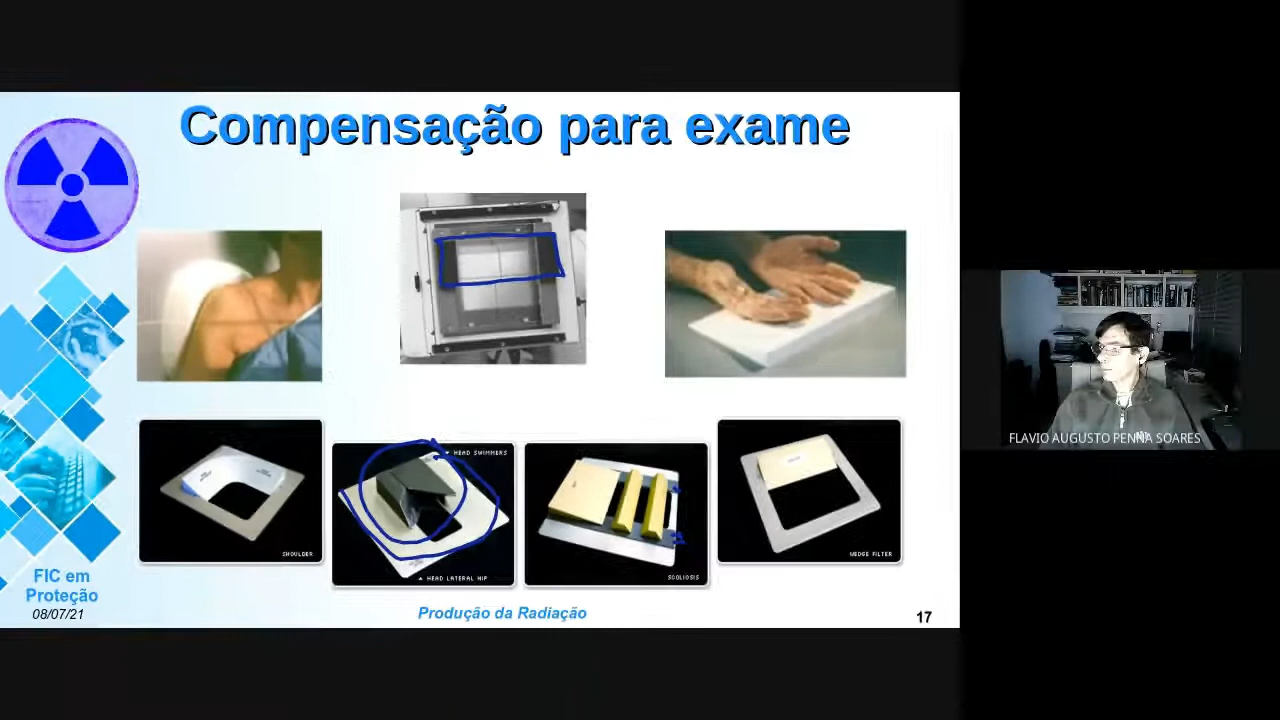 Compensação para exame
HEAD SWIMMERS
SHOULDER
HEAD LATERAL HIP
SCOLIOSIS
WEDGE FILTER
FIC em
Proteção
08/07/21
Produção da Radiação
17
FLAVIO AUGUSTO PENNA SOARES